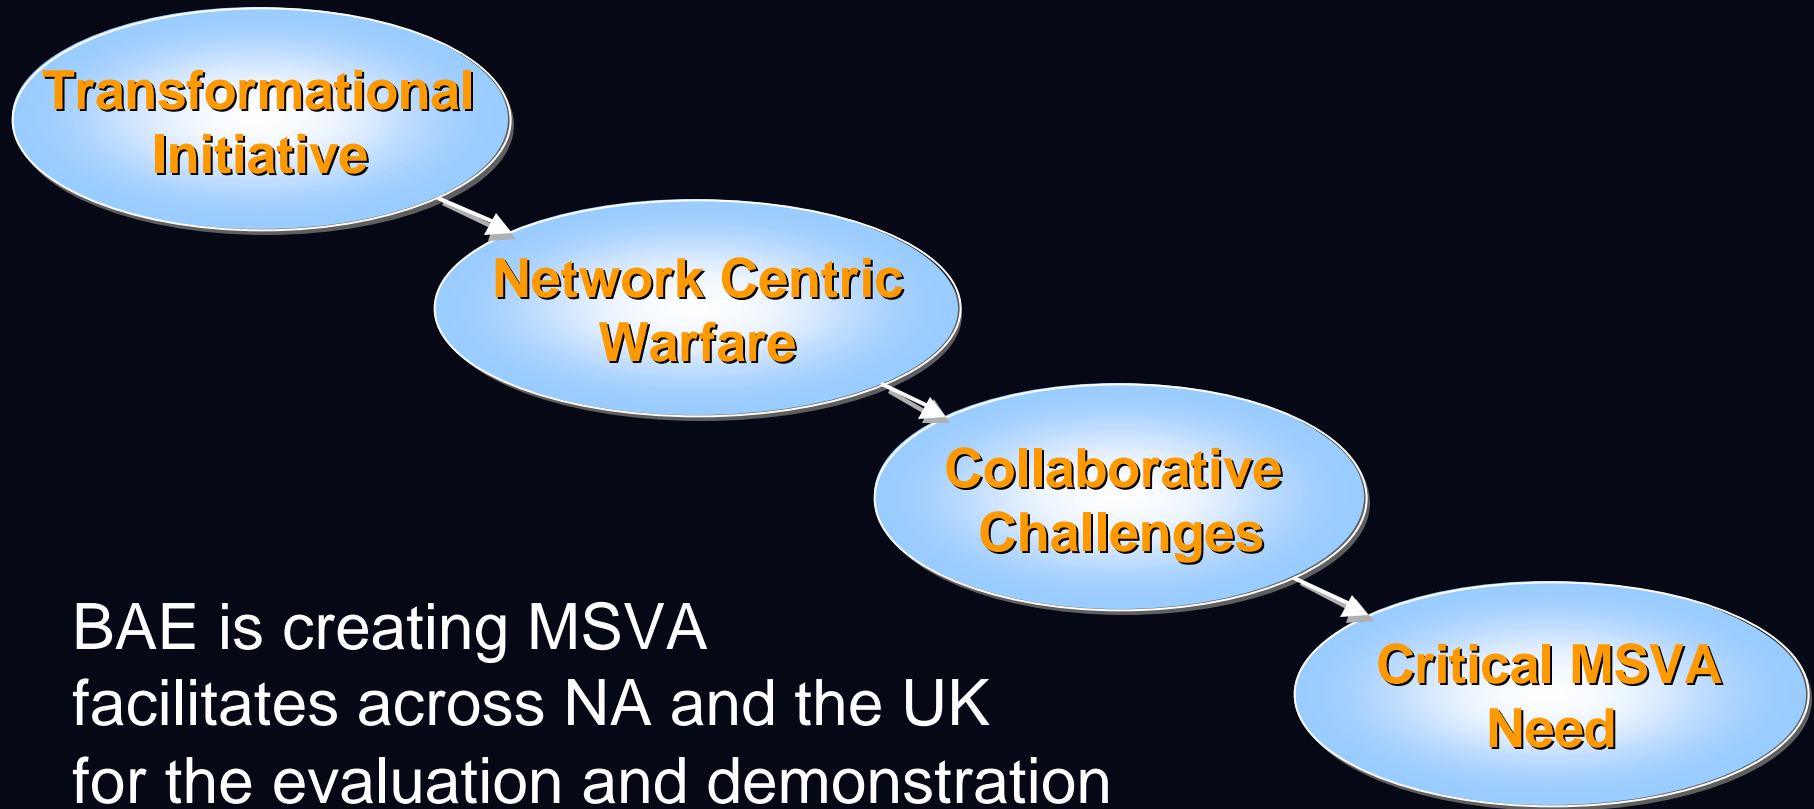 Transformational
Initiative
Network Centric
Warfare
Collaborative
Challenges
Critical MSVA
Need
BAE is creating MSVA
facilitates across NA and the UK
for the evaluation and demonstration